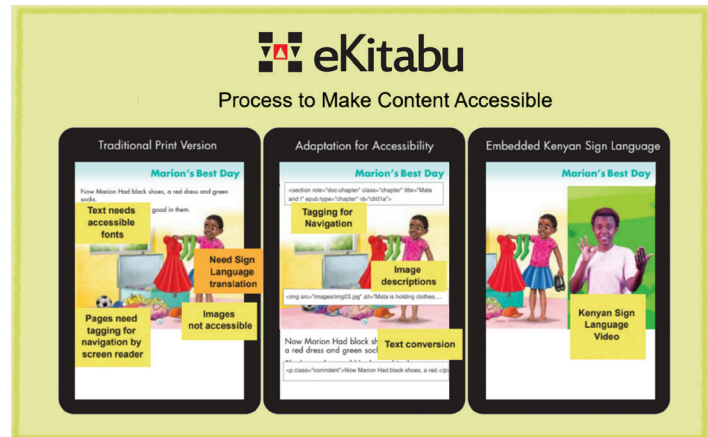 eKitabu
Process to Make Content Accessible
Traditional Print Version
Marion's Best Day
Now Marion Had black shoes, a red dress and green
socks.
good in them.
Text needs
accessible
fonts
Need Sign
Language
translation
Images
not accessible
Pages need
tagging for
navigation by
screen reader
Adaptation for Accessibility
Marion's Best Day
<section role="doc-chapter" class="chapter" title="Mata
and I" epub:type="chapter" id="ch01a">
Tagging for
Navigation
Image
descriptions
<img src="images/img03.jpg" alt="Mata is holding clothes....
Text conversion
Now Marion Had black sh
a red dress and green sock
<p class="nonindent">Now Marion Had black shoes, a red.</p>
Embedded Kenyan Sign Language
Marion's Best Day
Kenyan Sign
Language
Video